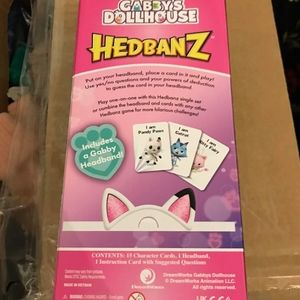 GABBY'S
DOLLHOUSE
HEDBANZ
Put on your headband, place a card in it and play!
Use yes/no questions and your powers of deduction
to guess the card in your headband!
Play one-on-one with this Hedbanz single set
or combine the headband and cards with any other
Hedbanz game for more hilarious challenges!
Includes
a Gabby
Headband!
I am
Pandy Paws
I am
I am
CONTENTS: 15 Character Cards, 1 Headband,
1 Instruction Card with Suggested Questions
MADE IN VIETNAM
DreamWorks
DreamWorks Gabbys Dollhouse
© DreamWorks Animation LLC.
All rights reserved.
WARNING: